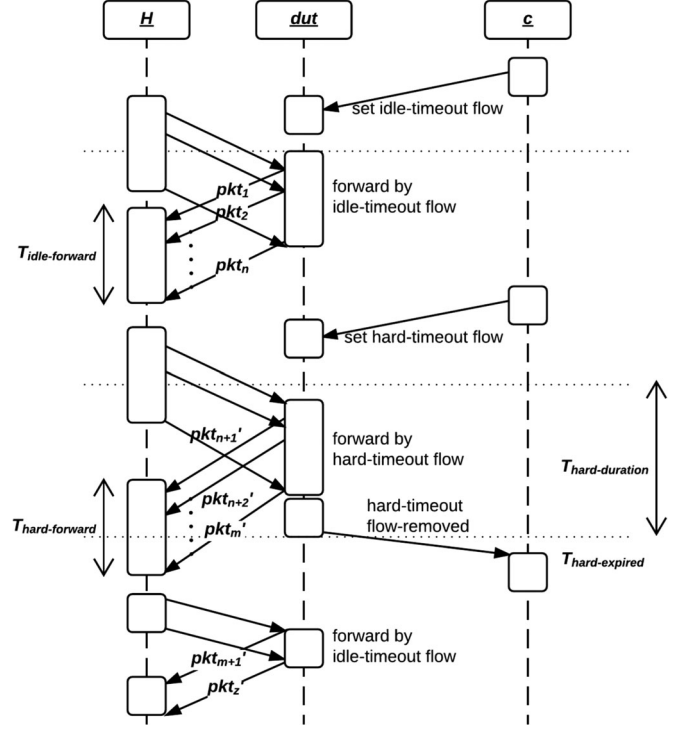 H
dut
c
set idle-timeout flow
pkt1
forward by
idle-timeout flow
pkt2
Tidle-forward
pktn
set hard-timeout flow
pktn+1'
forward by
hard-timeout flow
Thard-duration
pktn+2'
hard-timeout
flow-removed
Thard-forward
pktm'
Thard-expired
forward by
idle-timeout flow
pktm+1'
pktz'